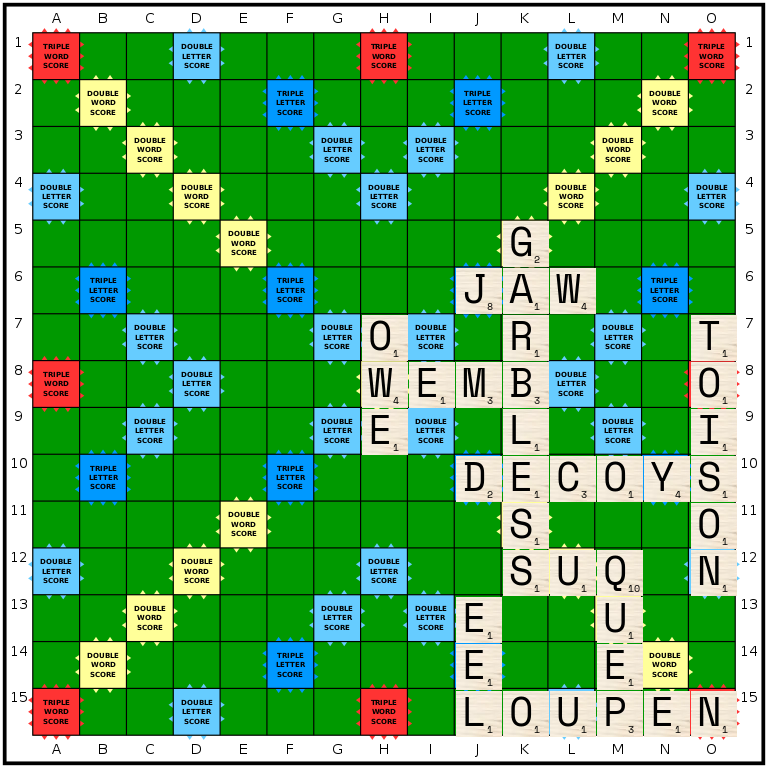 A B C D E F G H I J K L M N O
1 TRIPLE WORD SCORE DOUBLE LETTER SCORE TRIPLE WORD SCORE DOUBLE LETTER SCORE TRIPLE WORD SCORE 1
2 DOUBLE WORD SCORE TRIPLE LETTER SCORE TRIPLE LETTER SCORE DOUBLE WORD SCORE 2
3 DOUBLE WORD SCORE DOUBLE LETTER SCORE DOUBLE LETTER SCORE DOUBLE WORD SCORE 3
4 DOUBLE LETTER SCORE DOUBLE WORD SCORE DOUBLE LETTER SCORE DOUBLE WORD SCORE DOUBLE LETTER SCORE 4
5 DOUBLE WORD SCORE G2 5
6 TRIPLE LETTER SCORE TRIPLE LETTER SCORE J8 A1 W4 TRIPLE LETTER SCORE 6
7 DOUBLE LETTER SCORE DOUBLE LETTER SCORE O1 DOUBLE LETTER SCORE R1 DOUBLE LETTER SCORE T1 7
8 TRIPLE WORD SCORE DOUBLE LETTER SCORE W4 E1 M3 B3 DOUBLE LETTER SCORE O1 8
9 DOUBLE LETTER SCORE DOUBLE LETTER SCORE E1 DOUBLE LETTER SCORE L1 DOUBLE LETTER SCORE I1 9
10 TRIPLE LETTER SCORE TRIPLE LETTER SCORE D2 E1 C3 O1 Y4 S1 10
11 DOUBLE WORD SCORE S1 O1 11
12 DOUBLE LETTER SCORE DOUBLE WORD SCORE DOUBLE LETTER SCORE S1 U1 Q10 N1 12
13 DOUBLE WORD SCORE DOUBLE LETTER SCORE DOUBLE LETTER SCORE E1 U1 13
14 DOUBLE WORD SCORE TRIPLE LETTER SCORE E1 E1 DOUBLE WORD SCORE 14
15 TRIPLE WORD SCORE DOUBLE LETTER SCORE TRIPLE WORD SCORE L1 O1 U1 P3 E1 N1 15
A B C D E F G H I J K L M N O